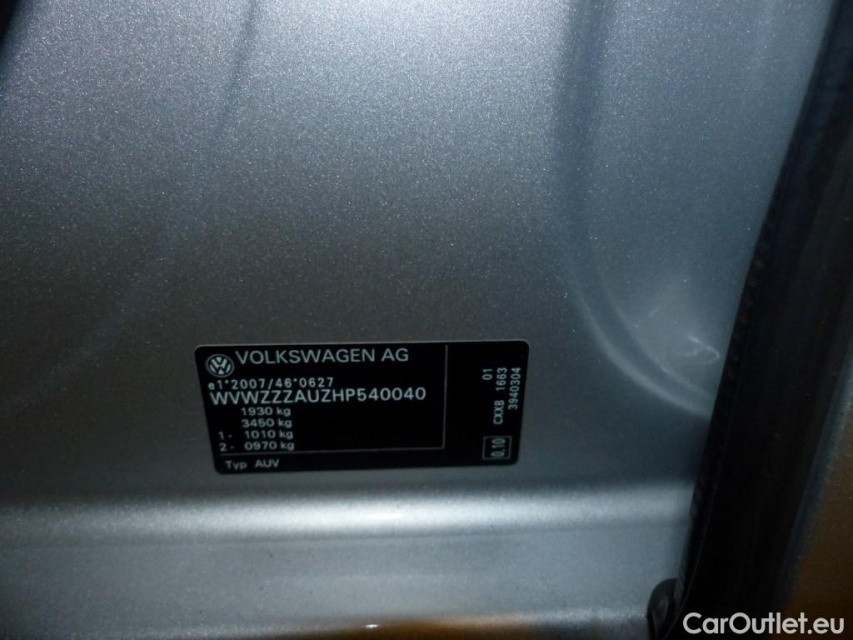 VOLKSWAGEN AG
e1*2007/46*0627
WVWZZZAUZHP540040
1930 kg
3450 kg
1 - 1010 kg
2 - 0970 kg
Typ AUV
01
CXXB 1663
3940304
0.10
CarOutlet.eu